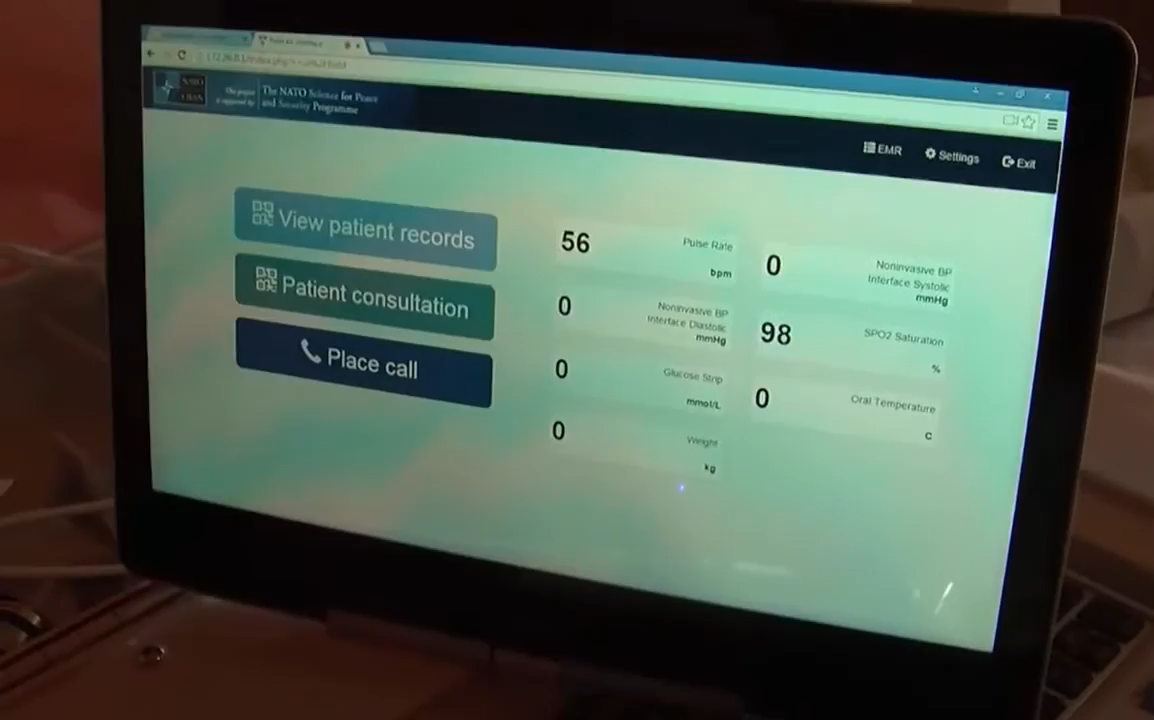 The NATO Science for Peace
and Security Programme
EMR
Settings
Exit
View patient records
Patient consultation
Place call
56
Pulse Rate
bpm
0
Noninvasive BP
Interface Systolic
mmHg
0
Noninvasive BP
Interface Diastolic
mmHg
98
SPO2 Saturation
%
0
Glucose Strip
mmol/L
0
Oral Temperature
C
0
Weight
kg